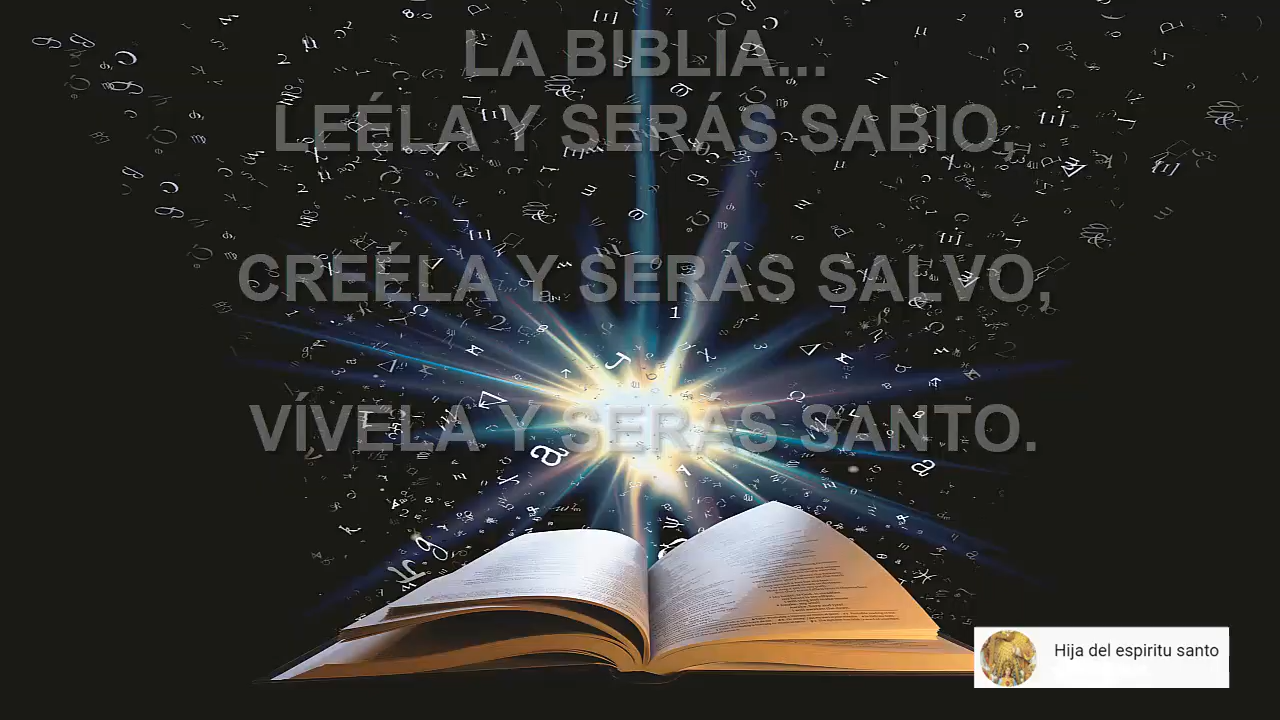 LA BIBLIA...
LEÉLA Y SERÁS SABIO,
CREÉLA Y SERÁS SALVO,
VÍVELA Y SERÁS SANTO.
Hija del espiritu santo